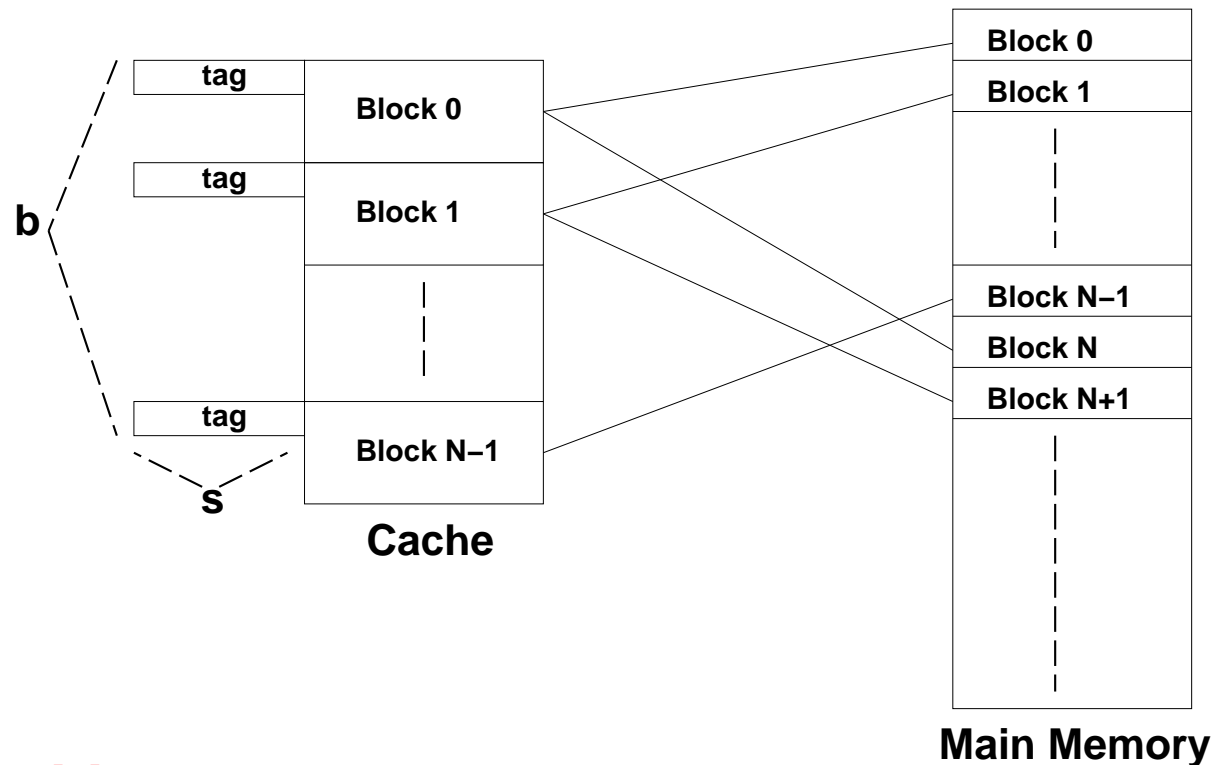 tag
Block 0
tag
Block 1
b
tag
Block N–1
s
Cache
Block 0
Block 1
Block N–1
Block N
Block N+1
Main Memory